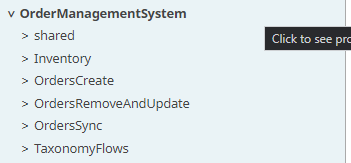 OrderManagementSystem
shared
Click to see pro
Inventory
OrdersCreate
OrdersRemoveAndUpdate
OrdersSync
TaxonomyFlows